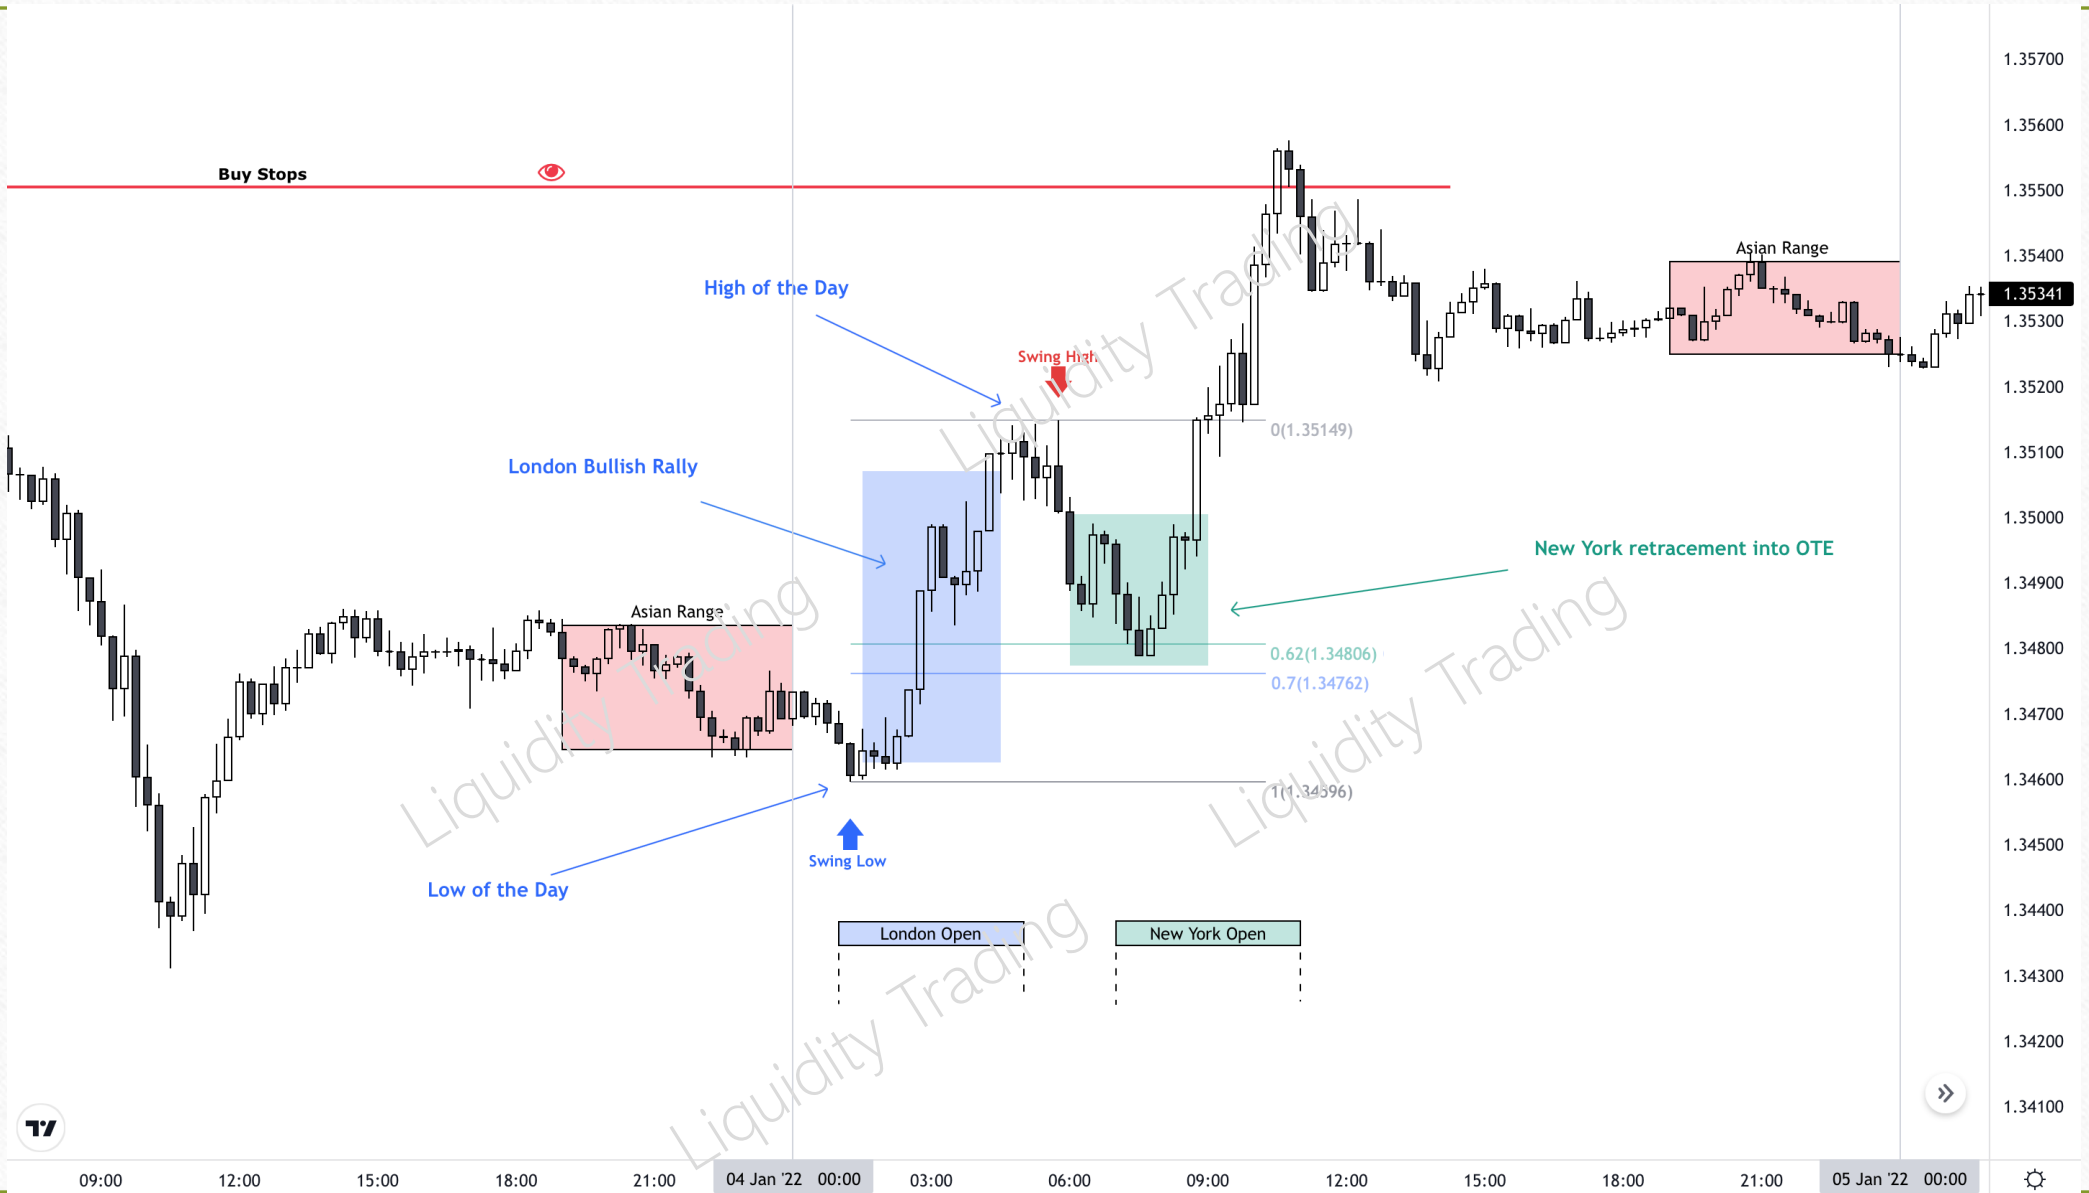 1.35700
1.35600
Buy Stops
1.35500
Asian Range
1.35400
High of the Day
1.35341
1.35300
Swing High
1.35200
0(1.35149)
London Bullish Rally
1.35100
1.35000
New York retracement into OTE
1.34900
Asian Range
1.34800
0.62(1.34806)
0.7(1.34762)
1.34700
1.34600
1(1.34596)
1.34500
Swing Low
Low of the Day
1.34400
London Open
New York Open
1.34300
1.34200
1.34100
09:00
12:00
15:00
18:00
21:00
04 Jan '22 00:00
03:00
06:00
09:00
12:00
15:00
18:00
21:00
05 Jan '22 00:00
Liquidity Trading
Liquidity Trading
Liquidity Trading
Liquidity Trading